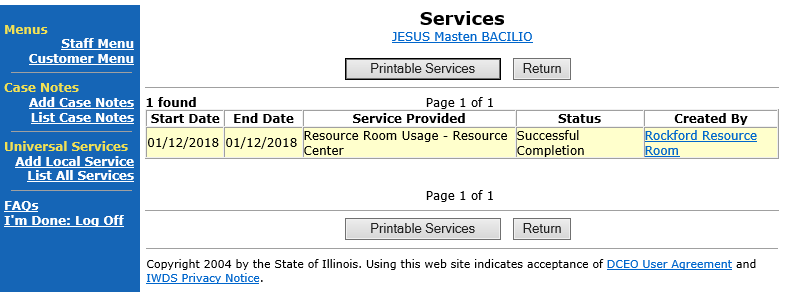 Menus
Staff Menu
Customer Menu
Case Notes
Add Case Notes
List Case Notes
Universal Services
Add Local Service
List All Services
FAQs
I'm Done: Log Off
Services
JESUS Masten BACILIO
Printable Services Return
1 found Page 1 of 1
Start Date End Date Service Provided Status Created By
01/12/2018 01/12/2018 Resource Room Usage - Resource Center Successful Completion Rockford Resource Room
Page 1 of 1
Printable Services Return
Copyright 2004 by the State of Illinois. Using this web site indicates acceptance of DCEO User Agreement and
IWDS Privacy Notice.